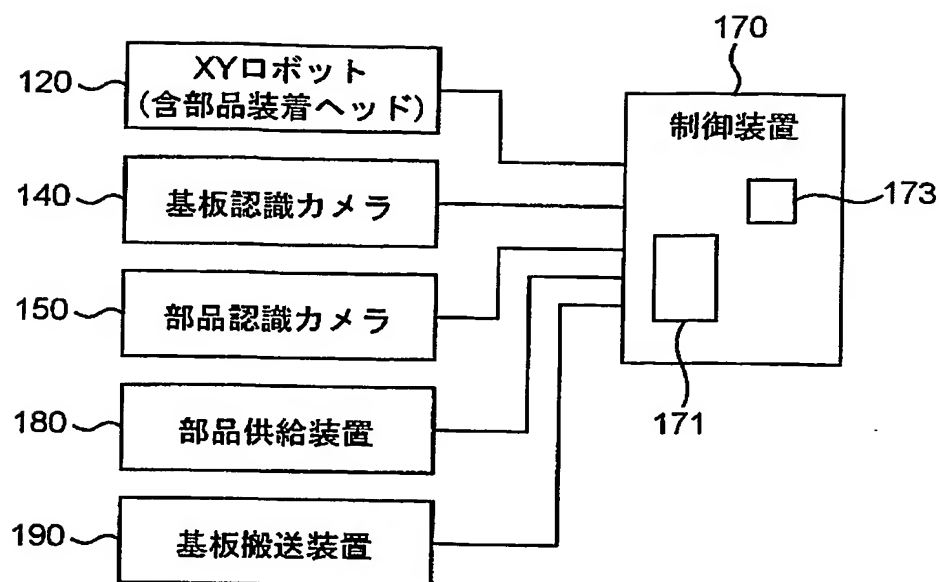 120
XYロボット
(含部品装着ヘッド)
140
基板認識カメラ
150
部品認識カメラ
180
部品供給装置
190
基板搬送装置
170
制御装置
173
171